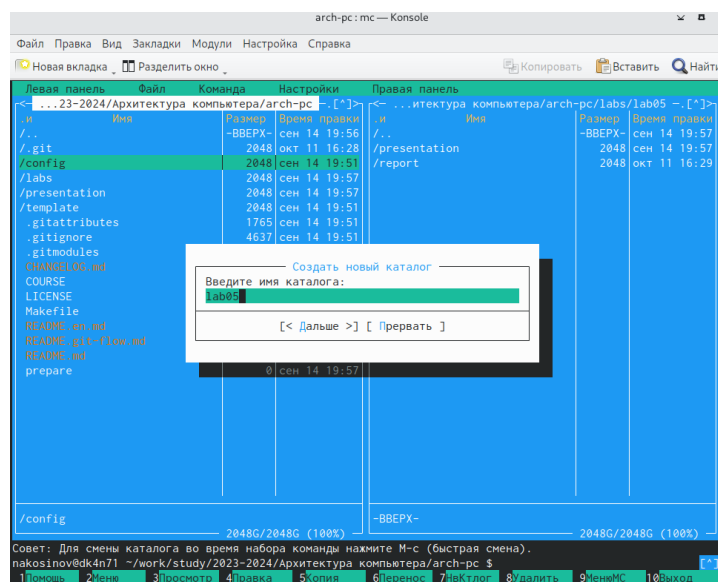 arch-pc : mc — Konsole
Файл Правка Вид Закладки Модули Настройка Справка
Новая вкладка Разделить окно Копировать Вставить Найти
Левая панель Файл Команда Настройки Правая панель
<— ...23-2024/Архитектура компьютера/arch-pc —.[^]> <— ...итектура компьютера/arch-pc/labs/lab05 —.[^]>
.и Имя Размер Время правки .и Имя Размер Время правки
/.. -ВВЕРХ- сен 14 19:56 /.. -ВВЕРХ- сен 14 19:57
/.git 2048 окт 11 16:28 /presentation 2048 сен 14 19:57
/config 2048 сен 14 19:51 /report 2048 окт 11 16:29
/labs 2048 сен 14 19:57
/presentation 2048 сен 14 19:57
/template 2048 сен 14 19:51
.gitattributes 1765 сен 14 19:51
.gitignore 4637 сен 14 19:51
.gitmodules
CHANGELOG.md
COURSE
LICENSE
Makefile
README.en.md
README.git-flow.md
README.md
prepare 0 сен 14 19:57
Создать новый каталог
Введите имя каталога:
lab05
[< Дальше >] [ Прервать ]
/config -ВВЕРХ-
2048G/2048G (100%) 2048G/2048G (100%)
Совет: Для смены каталога во время набора команды нажмите M-c (быстрая смена).
nakosinov@dk4n71 ~/work/study/2023-2024/Архитектура компьютера/arch-pc $ [^]
1Помощь 2Меню 3Просмотр 4Правка 5Копия 6Перенос 7НвКтлог 8Удалить 9МенюMC 10Выход